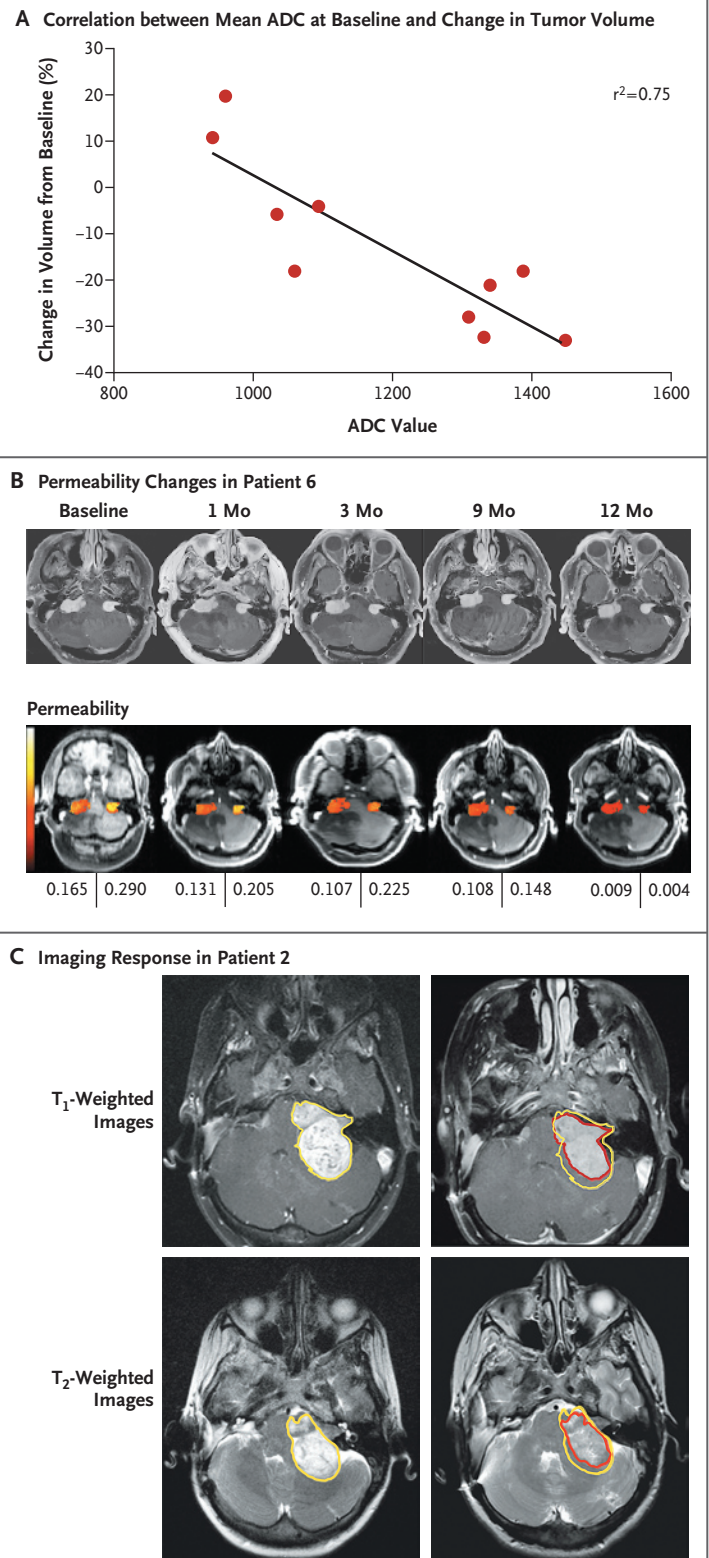 A Correlation between Mean ADC at Baseline and Change in Tumor Volume
Change in Volume from Baseline (%)
30
20
10
0
−10
−20
−30
−40
r²=0.75
800
1000
1200
1400
1600
ADC Value
B Permeability Changes in Patient 6
Baseline 1 Mo 3 Mo 9 Mo 12 Mo
Permeability
0.165 0.290 0.131 0.205 0.107 0.225 0.108 0.148 0.009 0.004
C Imaging Response in Patient 2
T₁-Weighted
Images
T₂-Weighted
Images